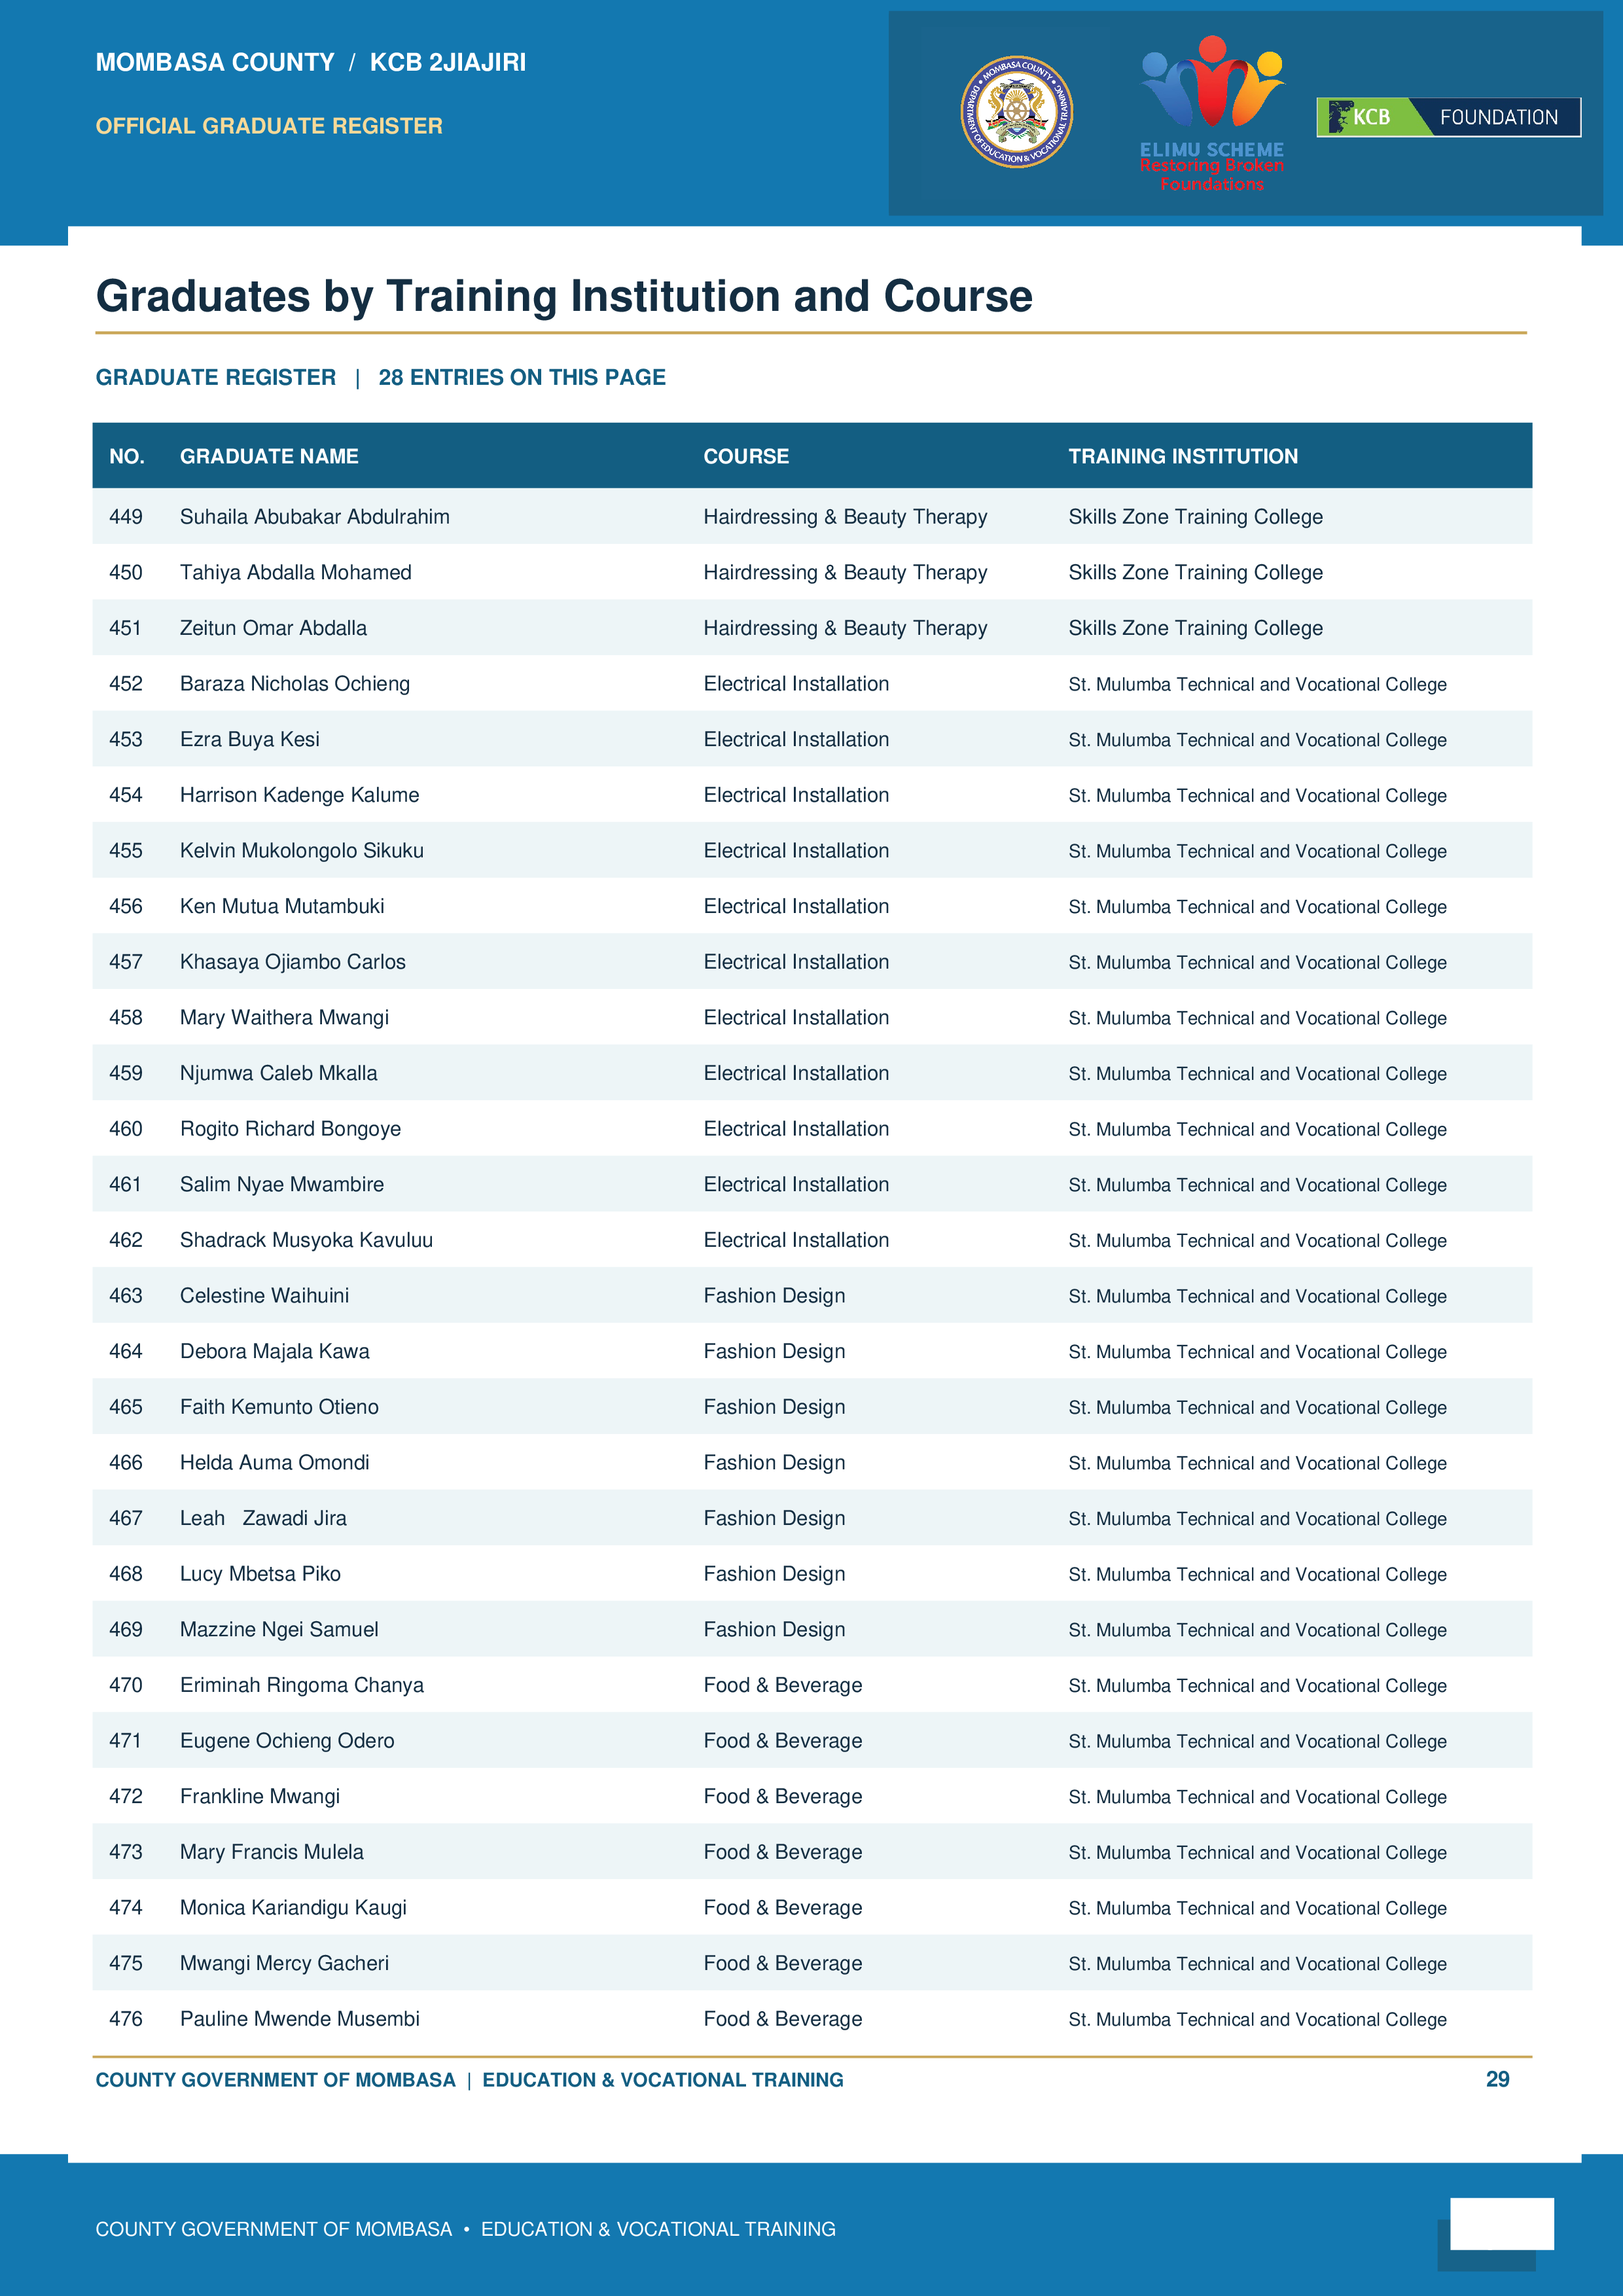 MOMBASA COUNTY / KCB 2JIAJIRI
OFFICIAL GRADUATE REGISTER
MOMBASA COUNTY
DEPARTMENT OF EDUCATION & VOCATIONAL TRAINING
ELIMU SCHEME
Restoring Broken
Foundations
KCB FOUNDATION
Graduates by Training Institution and Course
GRADUATE REGISTER | 28 ENTRIES ON THIS PAGE
NO. GRADUATE NAME COURSE TRAINING INSTITUTION
449 Suhaila Abubakar Abdulrahim Hairdressing & Beauty Therapy Skills Zone Training College
450 Tahiya Abdalla Mohamed Hairdressing & Beauty Therapy Skills Zone Training College
451 Zeitun Omar Abdalla Hairdressing & Beauty Therapy Skills Zone Training College
452 Baraza Nicholas Ochieng Electrical Installation St. Mulumba Technical and Vocational College
453 Ezra Buya Kesi Electrical Installation St. Mulumba Technical and Vocational College
454 Harrison Kadenge Kalume Electrical Installation St. Mulumba Technical and Vocational College
455 Kelvin Mukolongolo Sikuku Electrical Installation St. Mulumba Technical and Vocational College
456 Ken Mutua Mutambuki Electrical Installation St. Mulumba Technical and Vocational College
457 Khasaya Ojiambo Carlos Electrical Installation St. Mulumba Technical and Vocational College
458 Mary Waithera Mwangi Electrical Installation St. Mulumba Technical and Vocational College
459 Njumwa Caleb Mkalla Electrical Installation St. Mulumba Technical and Vocational College
460 Rogito Richard Bongoye Electrical Installation St. Mulumba Technical and Vocational College
461 Salim Nyae Mwambire Electrical Installation St. Mulumba Technical and Vocational College
462 Shadrack Musyoka Kavuluu Electrical Installation St. Mulumba Technical and Vocational College
463 Celestine Waihuini Fashion Design St. Mulumba Technical and Vocational College
464 Debora Majala Kawa Fashion Design St. Mulumba Technical and Vocational College
465 Faith Kemunto Otieno Fashion Design St. Mulumba Technical and Vocational College
466 Helda Auma Omondi Fashion Design St. Mulumba Technical and Vocational College
467 Leah Zawadi Jira Fashion Design St. Mulumba Technical and Vocational College
468 Lucy Mbetsa Piko Fashion Design St. Mulumba Technical and Vocational College
469 Mazzine Ngei Samuel Fashion Design St. Mulumba Technical and Vocational College
470 Eriminah Ringoma Chanya Food & Beverage St. Mulumba Technical and Vocational College
471 Eugene Ochieng Odero Food & Beverage St. Mulumba Technical and Vocational College
472 Frankline Mwangi Food & Beverage St. Mulumba Technical and Vocational College
473 Mary Francis Mulela Food & Beverage St. Mulumba Technical and Vocational College
474 Monica Kariandigu Kaugi Food & Beverage St. Mulumba Technical and Vocational College
475 Mwangi Mercy Gacheri Food & Beverage St. Mulumba Technical and Vocational College
476 Pauline Mwende Musembi Food & Beverage St. Mulumba Technical and Vocational College
COUNTY GOVERNMENT OF MOMBASA | EDUCATION & VOCATIONAL TRAINING 29
COUNTY GOVERNMENT OF MOMBASA • EDUCATION & VOCATIONAL TRAINING